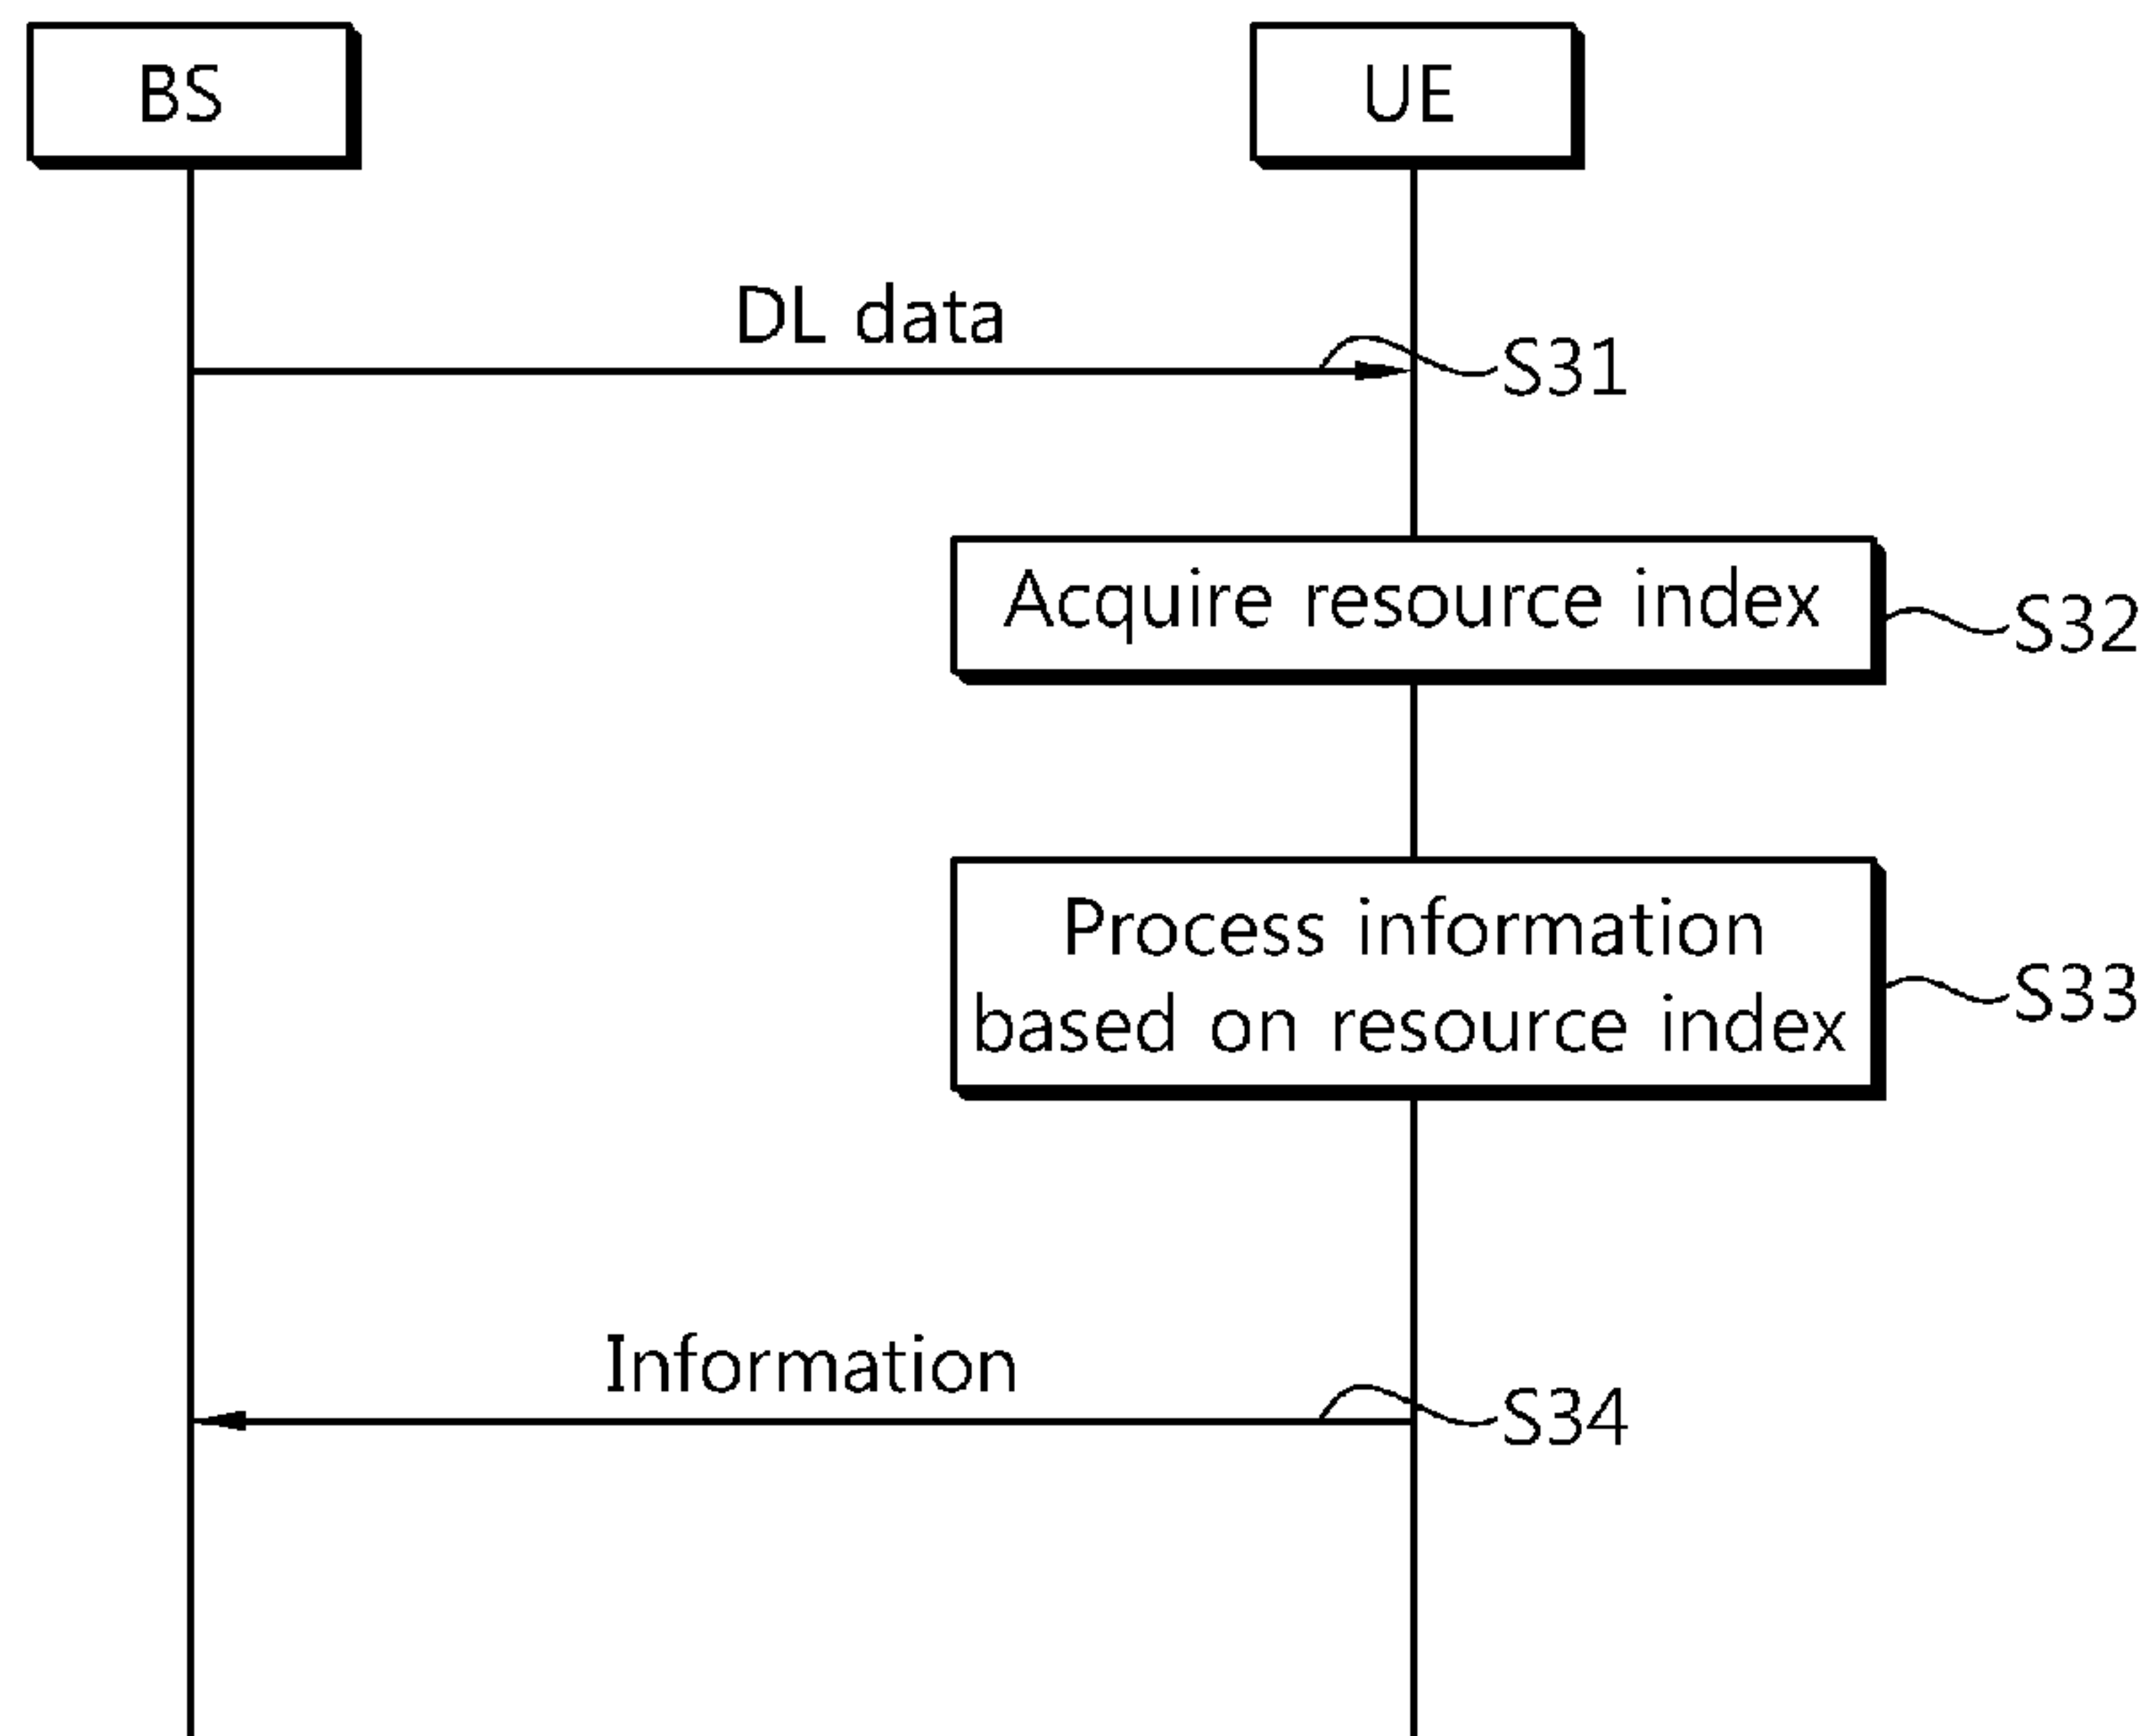 BS
UE
DL data
S31
Acquire resource index
S32
Process information
based on resource index
S33
Information
S34